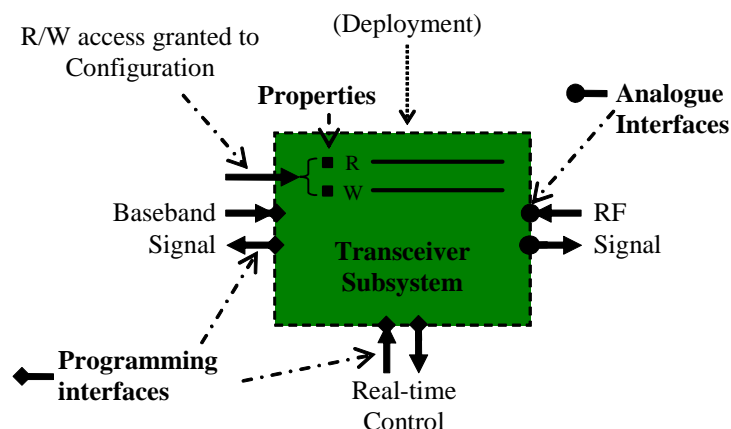 R/W access granted to
Configuration
(Deployment)
Properties
Analogue
Interfaces
R
W
Baseband
Signal
RF
Signal
Transceiver
Subsystem
Programming
interfaces
Real-time
Control